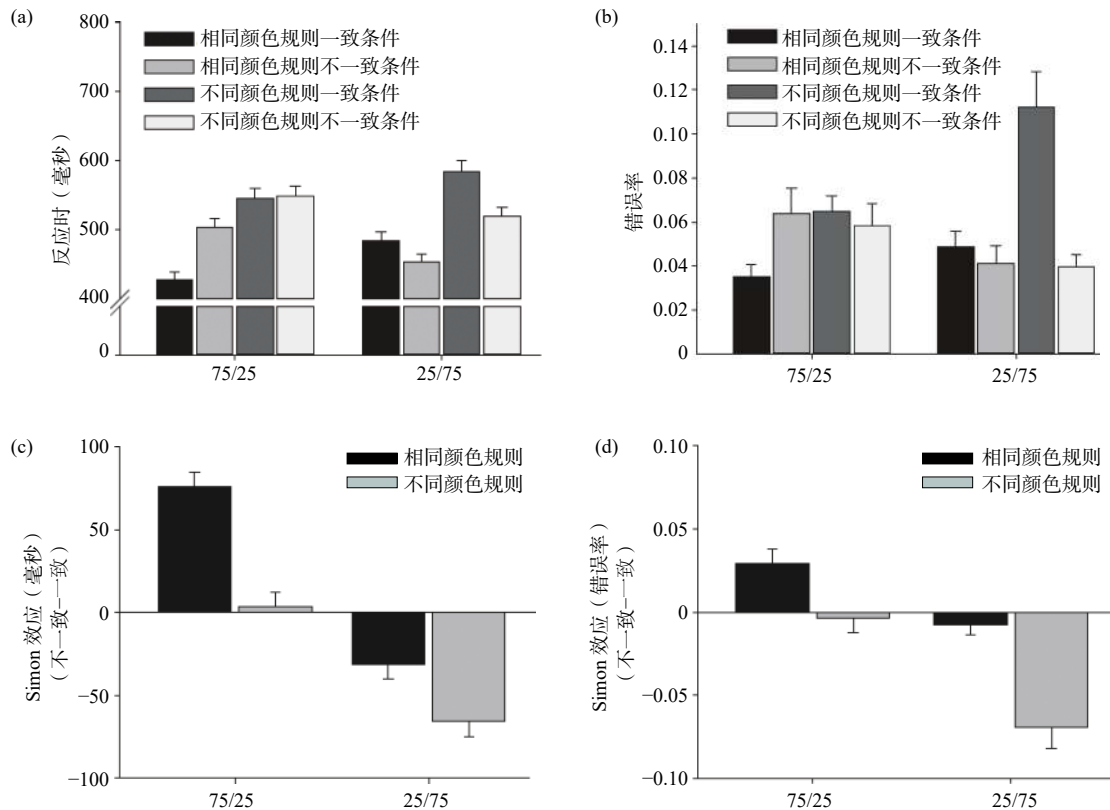 (a)
800
700
600
500
400
0
反应时（毫秒）
相同颜色规则一致条件
相同颜色规则不一致条件
不同颜色规则一致条件
不同颜色规则不一致条件
75/25
25/75
(b)
0.14
0.12
0.10
0.08
0.06
0.04
0.02
0
错误率
相同颜色规则一致条件
相同颜色规则不一致条件
不同颜色规则一致条件
不同颜色规则不一致条件
75/25
25/75
(c)
100
50
0
−50
−100
Simon 效应（毫秒）
（不一致–一致）
相同颜色规则
不同颜色规则
75/25
25/75
(d)
0.10
0.05
0
−0.05
−0.10
Simon 效应（错误率）
（不一致–一致）
相同颜色规则
不同颜色规则
75/25
25/75